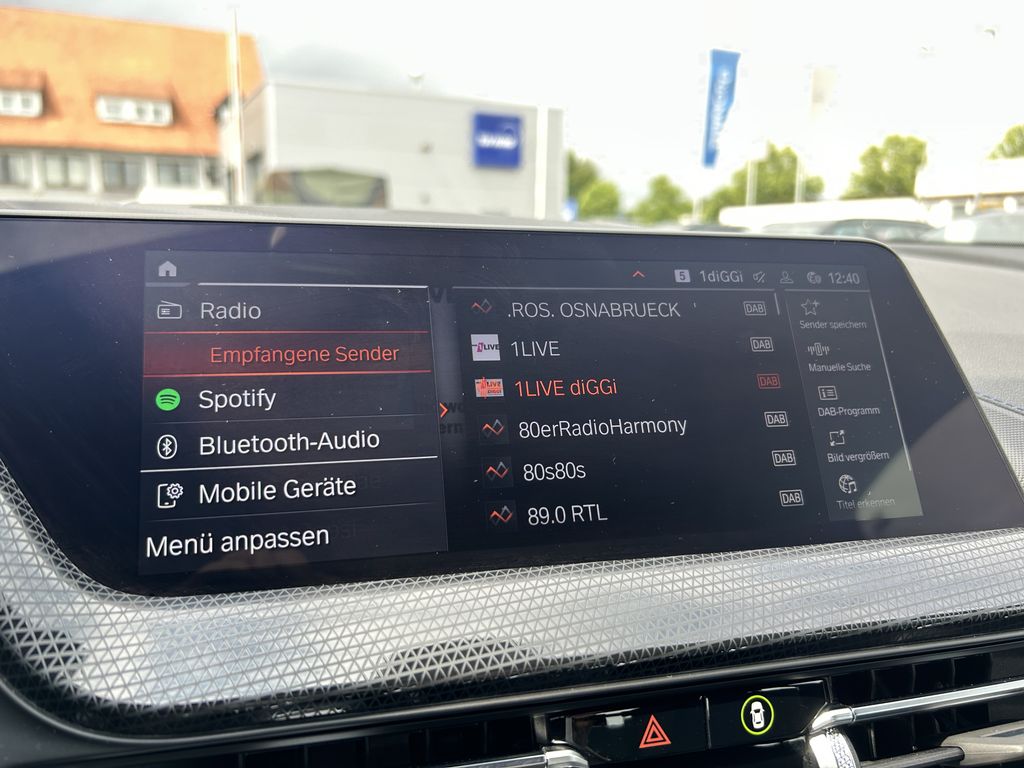 5 1diGGi 12:40
Radio
Empfangene Sender
Spotify
Bluetooth-Audio
Mobile Geräte
Menü anpassen
.ROS. OSNABRUECK ' DAB
1LIVE 1LIVE DAB
1LIVE diGGi DAB
80erRadioHarmony DAB
80s80s DAB
89.0 RTL DAB
Sender speichern
Manuelle Suche
DAB-Programm
Bild vergrößern
Titel erkennen